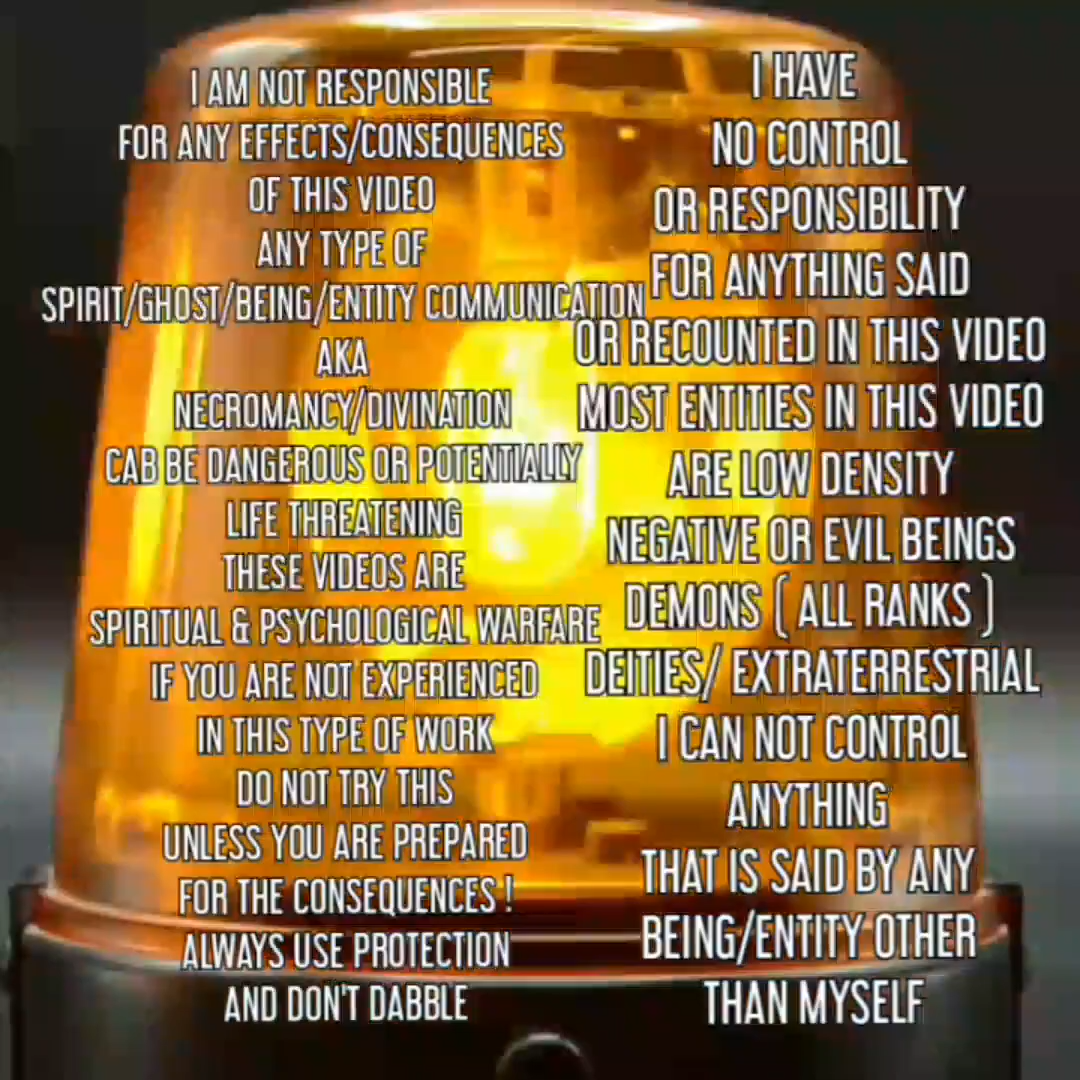 I AM NOT RESPONSIBLE
FOR ANY EFFECTS/CONSEQUENCES
OF THIS VIDEO
ANY TYPE OF
SPIRIT/GHOST/BEING/ENTITY COMMUNICATION
AKA
NECROMANCY/DIVINATION
CAB BE DANGEROUS OR POTENTIALLY
LIFE THREATENING
THESE VIDEOS ARE
SPIRITUAL & PSYCHOLOGICAL WARFARE
IF YOU ARE NOT EXPERIENCED
IN THIS TYPE OF WORK
DO NOT TRY THIS
UNLESS YOU ARE PREPARED
FOR THE CONSEQUENCES !
ALWAYS USE PROTECTION
AND DON'T DABBLE
I HAVE
NO CONTROL
OR RESPONSIBILITY
FOR ANYTHING SAID
OR RECOUNTED IN THIS VIDEO
MOST ENTITIES IN THIS VIDEO
ARE LOW DENSITY
NEGATIVE OR EVIL BEINGS
DEMONS ( ALL RANKS )
DEITIES/ EXTRATERRESTRIAL
I CAN NOT CONTROL
ANYTHING
THAT IS SAID BY ANY
BEING/ENTITY OTHER
THAN MYSELF